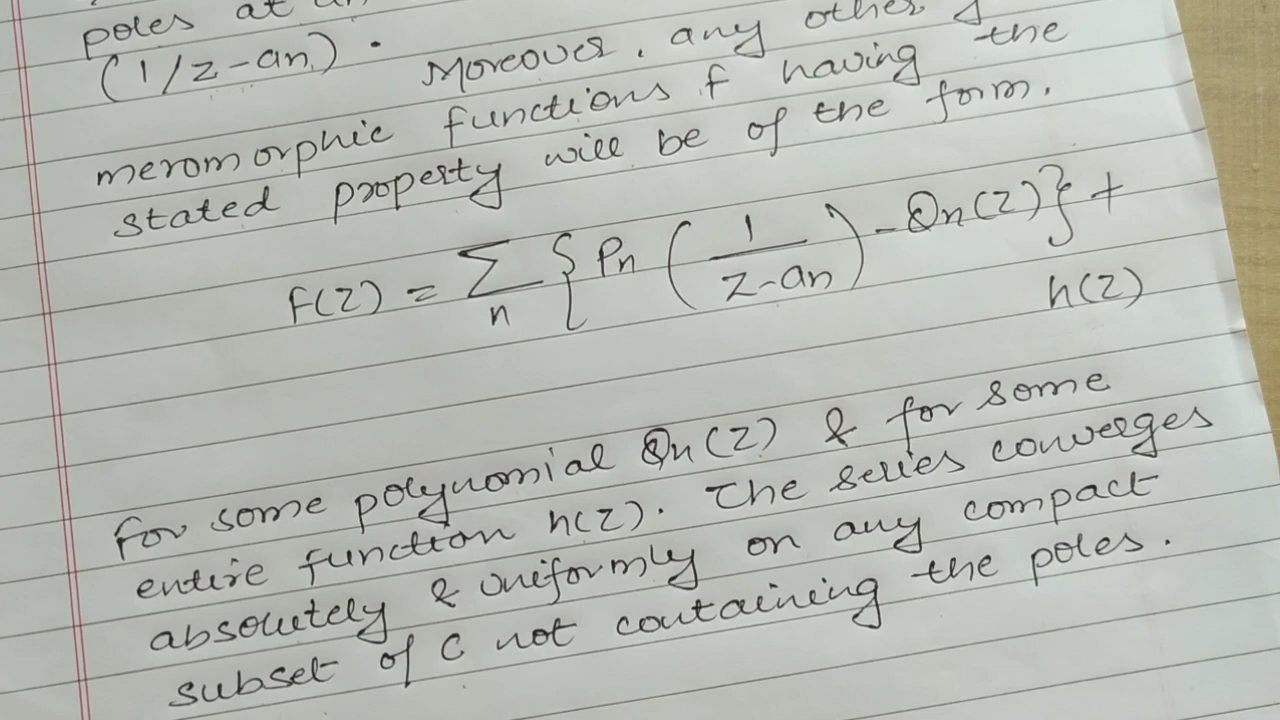 poles at
(1/z-an). Moreover, any other
meromorphic functions f having the
stated property will be of the form.
f(z) = Σ n { Pn ( 1 / z-an ) - Qn(z) } +
h(z)
for some polynomial Qn(z) & for some
entire function h(z). The series converges
absolutely & uniformly on any compact
subset of C not containing the poles.